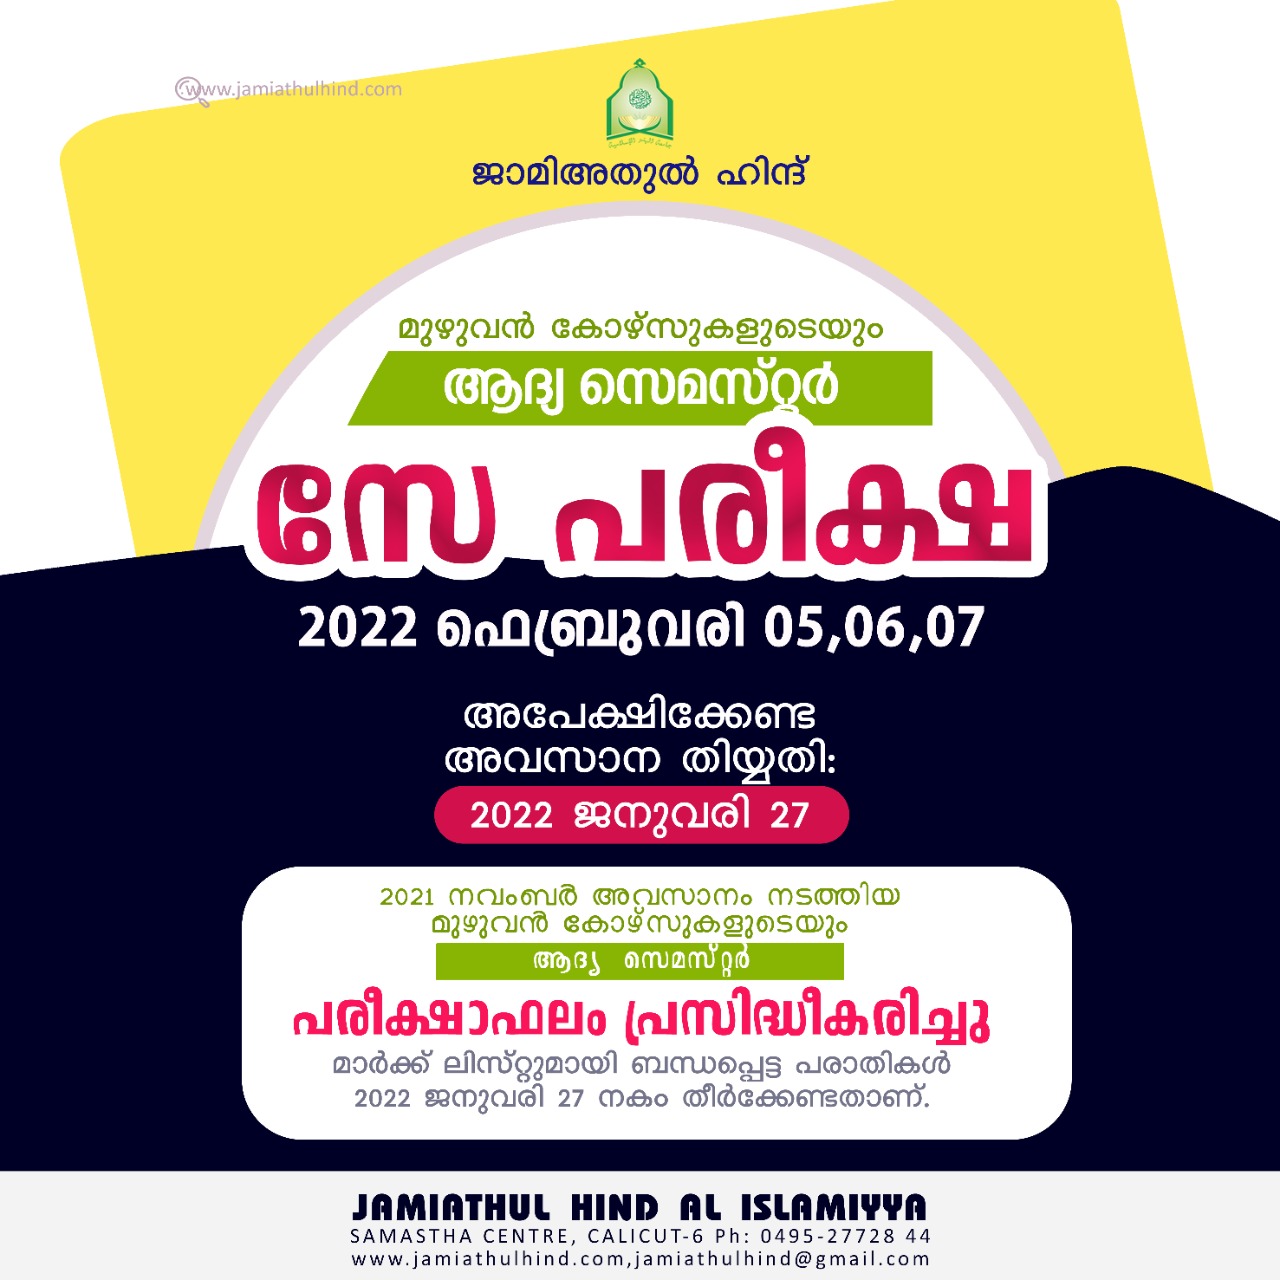 www.jamiathulhind.com
ജാമിഅതുൽ ഹിന്ദ്
മുഴുവൻ കോഴ്സുകളുടെയും
ആദ്യ സെമസ്റ്റർ
സേ പരീക്ഷ
2022 ഫെബ്രുവരി 05,06,07
അപേക്ഷിക്കേണ്ട
അവസാന തിയ്യതി:
2022 ജനുവരി 27
2021 നവംബർ അവസാനം നടത്തിയ
മുഴുവൻ കോഴ്സുകളുടെയും
ആദ്യ സെമസ്റ്റർ
പരീക്ഷാഫലം പ്രസിദ്ധീകരിച്ചു
മാർക്ക് ലിസ്റ്റുമായി ബന്ധപ്പെട്ട പരാതികൾ
2022 ജനുവരി 27 നകം തീർക്കേണ്ടതാണ്.
JAMIATHUL HIND AL ISLAMIYYA
SAMASTHA CENTRE, CALICUT-6 Ph: 0495-27728 44
www.jamiathulhind.com,jamiathulhind@gmail.com